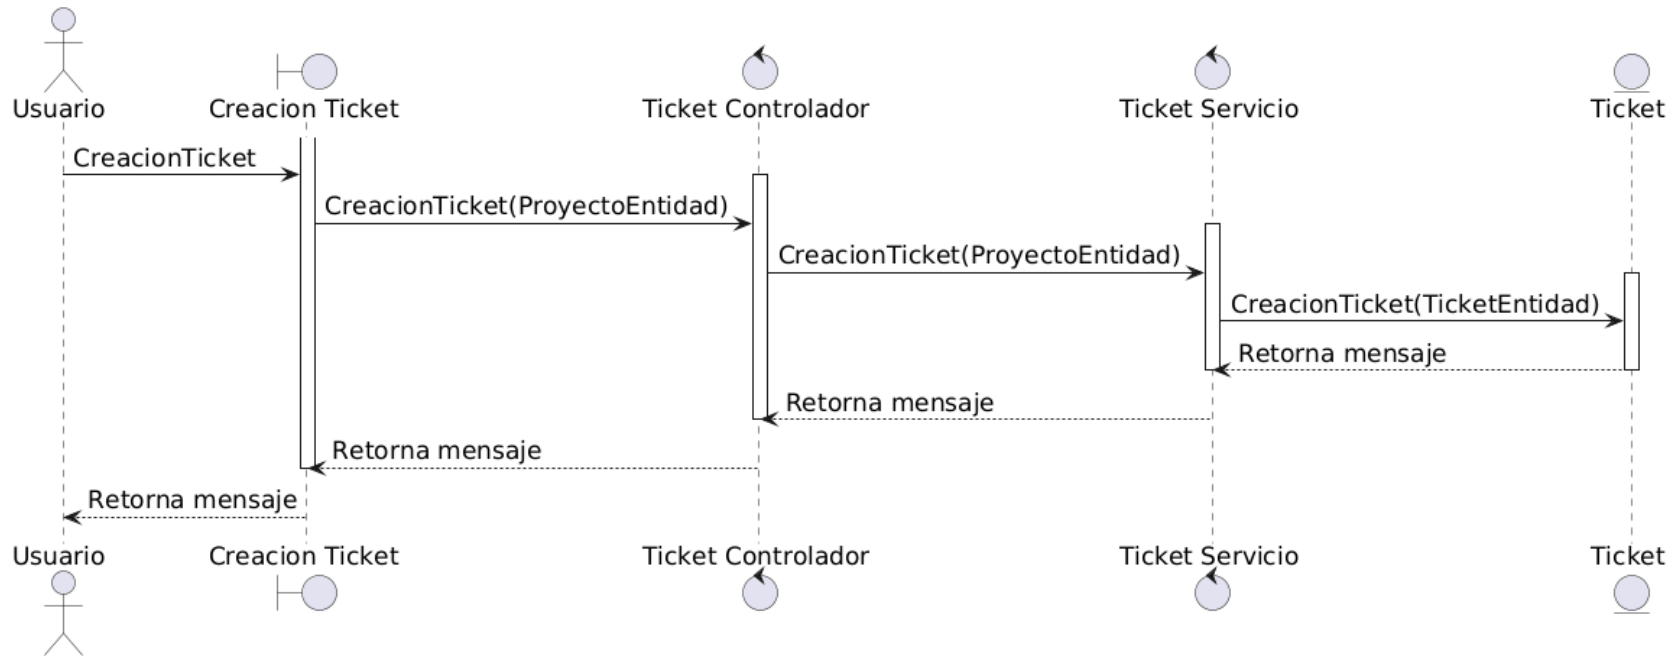 Usuario
Creacion Ticket
Ticket Controlador
Ticket Servicio
Ticket
CreacionTicket
CreacionTicket(ProyectoEntidad)
CreacionTicket(ProyectoEntidad)
CreacionTicket(TicketEntidad)
Retorna mensaje
Retorna mensaje
Retorna mensaje
Retorna mensaje
Usuario
Creacion Ticket
Ticket Controlador
Ticket Servicio
Ticket